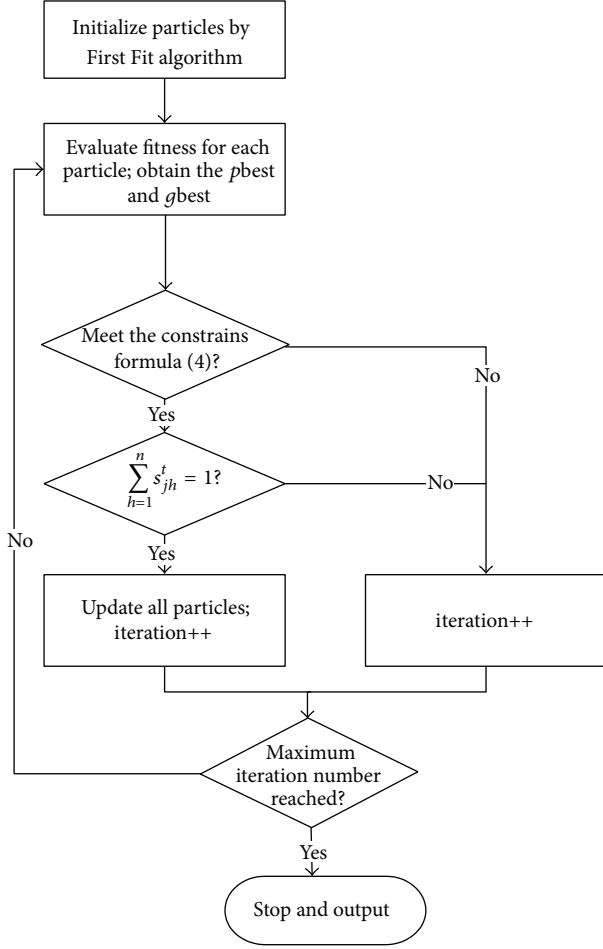 Initialize particles by
First Fit algorithm
Evaluate fitness for each
particle; obtain the pbest
and gbest
Meet the constrains
formula (4)?
No
Yes
n
∑ s^t_{jh} = 1?
h=1
No
No
Yes
Update all particles;
iteration++
iteration++
Maximum
iteration number
reached?
Yes
Stop and output